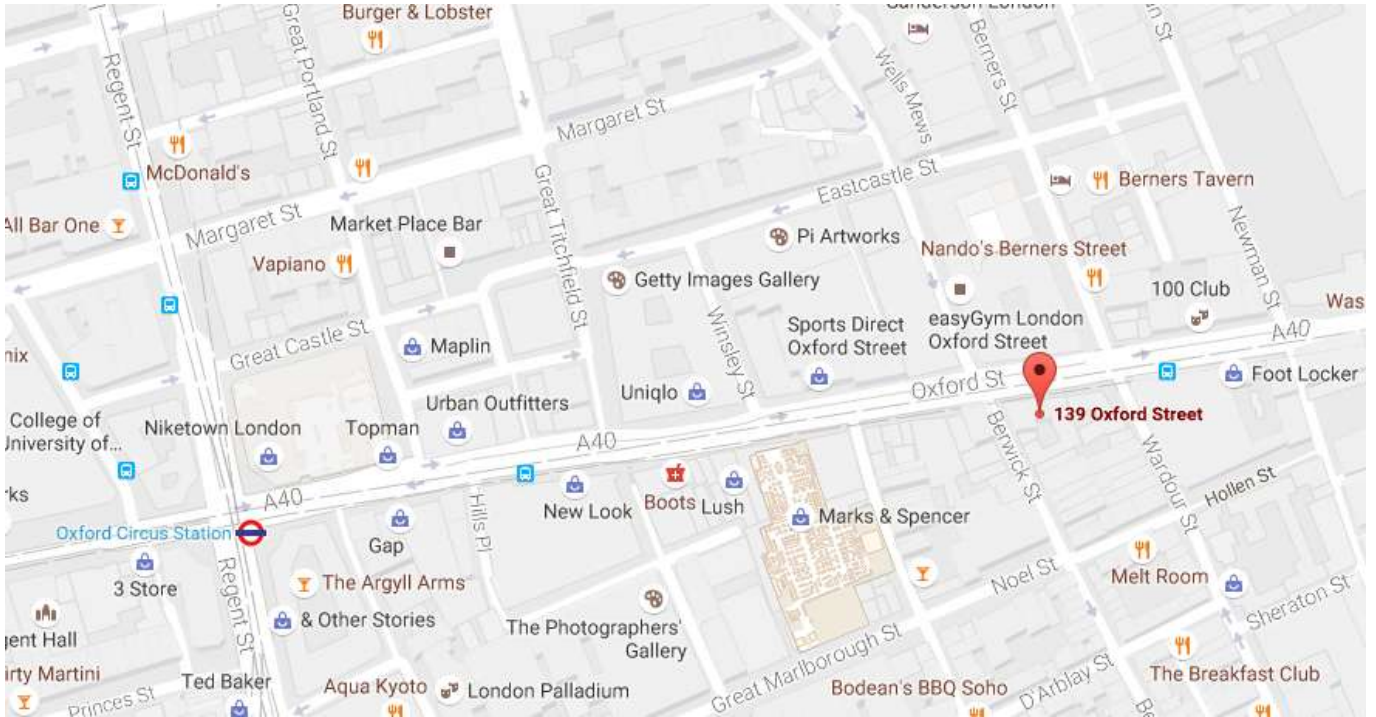 Burger & Lobster
Sanderson London
Regent St
Great Portland St
Berners St
Wells Mews
Margaret St
McDonald's
Eastcastle St
Berners Tavern
Great Titchfield St
Newman St
All Bar One
Margaret St
Market Place Bar
Pi Artworks
Nando's Berners Street
Vapiano
Getty Images Gallery
100 Club
Was
Winsley St
Sports Direct
Oxford Street
easyGym London
Oxford Street
A40
Great Castle St
Maplin
nix
Oxford St
Foot Locker
Uniqlo
Urban Outfitters
139 Oxford Street
College of
University of...
Niketown London
Topman
A40
Berwick St
Wardour St
rks
A40
Hills Pl
New Look
Boots
Lush
Marks & Spencer
Hollen St
Oxford Circus Station
Gap
3 Store
Regent St
The Argyll Arms
Noel St
Melt Room
Sheraton St
gent Hall
& Other Stories
The Photographers'
Gallery
Great Marlborough St
D'Arblay St
The Breakfast Club
irty Martini
Princes St
Ted Baker
Aqua Kyoto
London Palladium
Bodean's BBQ Soho
Be